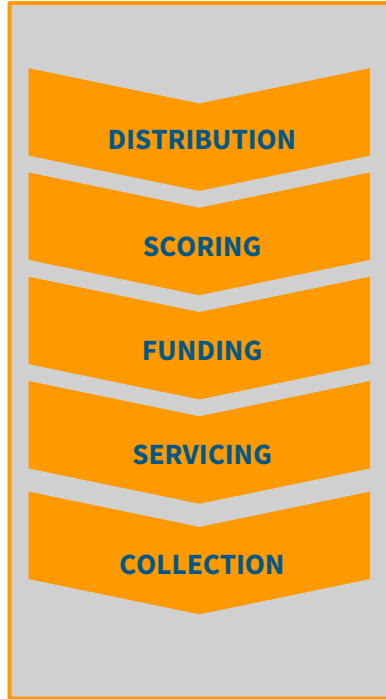 DISTRIBUTION
SCORING
FUNDING
SERVICING
COLLECTION